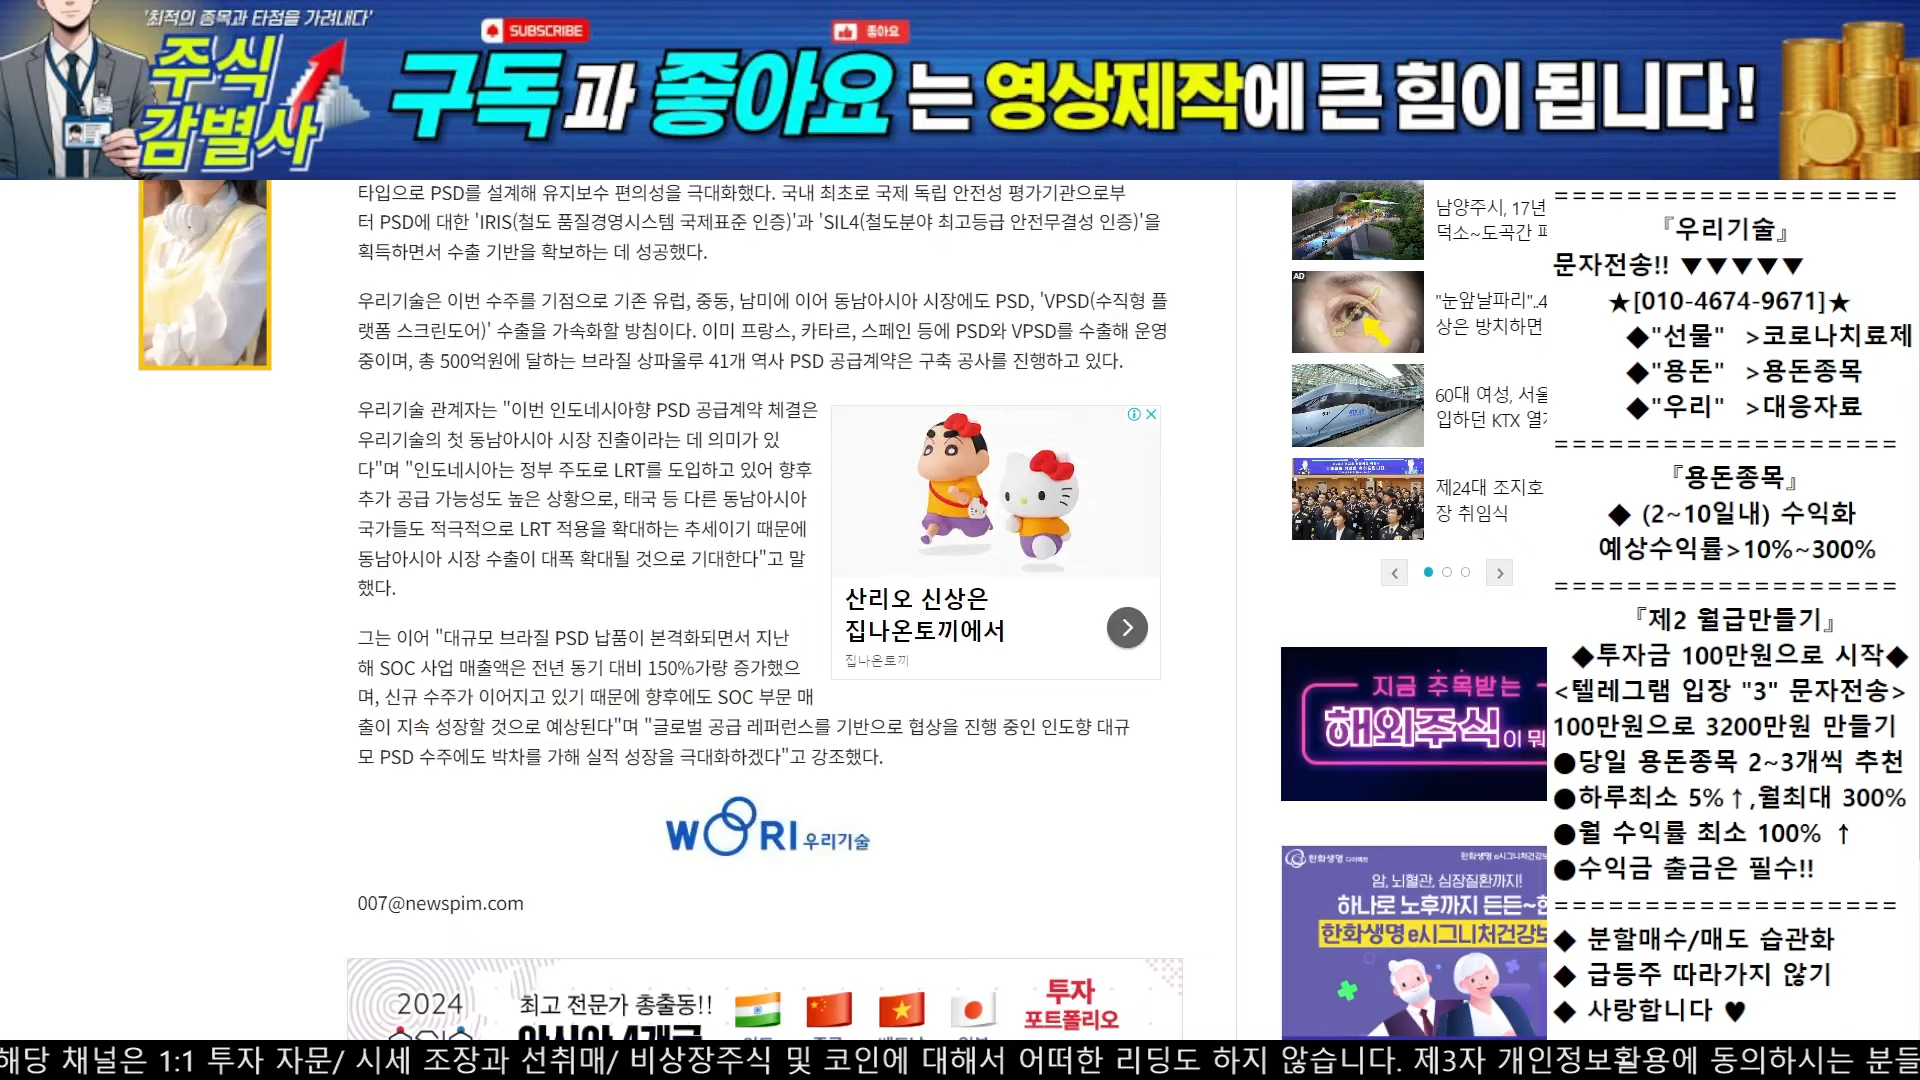 '최적의 종목과 타점을 가려내다'
주식
감별사
SUBSCRIBE
좋아요
구독과 좋아요는 영상제작에 큰 힘이 됩니다!
타입으로 PSD를 설계해 유지보수 편의성을 극대화했다. 국내 최초로 국제 독립 안전성 평가기관으로부
터 PSD에 대한 'IRIS(철도 품질경영시스템 국제표준 인증)'과 'SIL4(철도분야 최고등급 안전무결성 인증)'을
획득하면서 수출 기반을 확보하는 데 성공했다.
우리기술은 이번 수주를 기점으로 기존 유럽, 중동, 남미에 이어 동남아시아 시장에도 PSD, 'VPSD(수직형 플
랫폼 스크린도어)' 수출을 가속화할 방침이다. 이미 프랑스, 카타르, 스페인 등에 PSD와 VPSD를 수출해 운영
중이며, 총 500억원에 달하는 브라질 상파울루 41개 역사 PSD 공급계약은 구축 공사를 진행하고 있다.
우리기술 관계자는 "이번 인도네시아향 PSD 공급계약 체결은
우리기술의 첫 동남아시아 시장 진출이라는 데 의미가 있
다"며 "인도네시아는 정부 주도로 LRT를 도입하고 있어 향후
추가 공급 가능성도 높은 상황으로, 태국 등 다른 동남아시아
국가들도 적극적으로 LRT 적용을 확대하는 추세이기 때문에
동남아시아 시장 수출이 대폭 확대될 것으로 기대한다"고 말
했다.
산리오 신상은
집나온토끼에서
집나온토끼
그는 이어 "대규모 브라질 PSD 납품이 본격화되면서 지난
해 SOC 사업 매출액은 전년 동기 대비 150%가량 증가했으
며, 신규 수주가 이어지고 있기 때문에 향후에도 SOC 부문 매
출이 지속 성장할 것으로 예상된다"며 "글로벌 공급 레퍼런스를 기반으로 협상을 진행 중인 인도향 대규
모 PSD 수주에도 박차를 가해 실적 성장을 극대화하겠다"고 강조했다.
WOORI 우리기술
007@newspim.com
2024
최고 전문가 총출동!!
아시아 4개국
투자
포트폴리오
남양주시, 17년
덕소~도곡간 폐
AD
"눈앞날파리"..4
상은 방치하면
60대 여성, 서울
입하던 KTX 열차
제24대 조지호
장 취임식
지금 주목받는
해외주식이 뭐
한화생명 다이렉트
한화생명 e시그니처건강보
암, 뇌혈관, 심장질환까지!
하나로 노후까지 든든~한
한화생명 e시그니처건강보
===================
『우리기술』
문자전송!! ▼▼▼▼▼
★[010-4674-9671]★
◆"선물" >코로나치료제
◆"용돈" >용돈종목
◆"우리" >대응자료
===================
『용돈종목』
◆ (2~10일내) 수익화
예상수익률>10%~300%
===================
『제2 월급만들기』
◆투자금 100만원으로 시작◆
<텔레그램 입장 "3" 문자전송>
100만원으로 3200만원 만들기
●당일 용돈종목 2~3개씩 추천
●하루최소 5%↑,월최대 300%
●월 수익률 최소 100% ↑
●수익금 출금은 필수!!
===================
◆ 분할매수/매도 습관화
◆ 급등주 따라가지 않기
◆ 사랑합니다 ♥
해당 채널은 1:1 투자 자문/ 시세 조장과 선취매/ 비상장주식 및 코인에 대해서 어떠한 리딩도 하지 않습니다. 제3자 개인정보활용에 동의하시는 분들